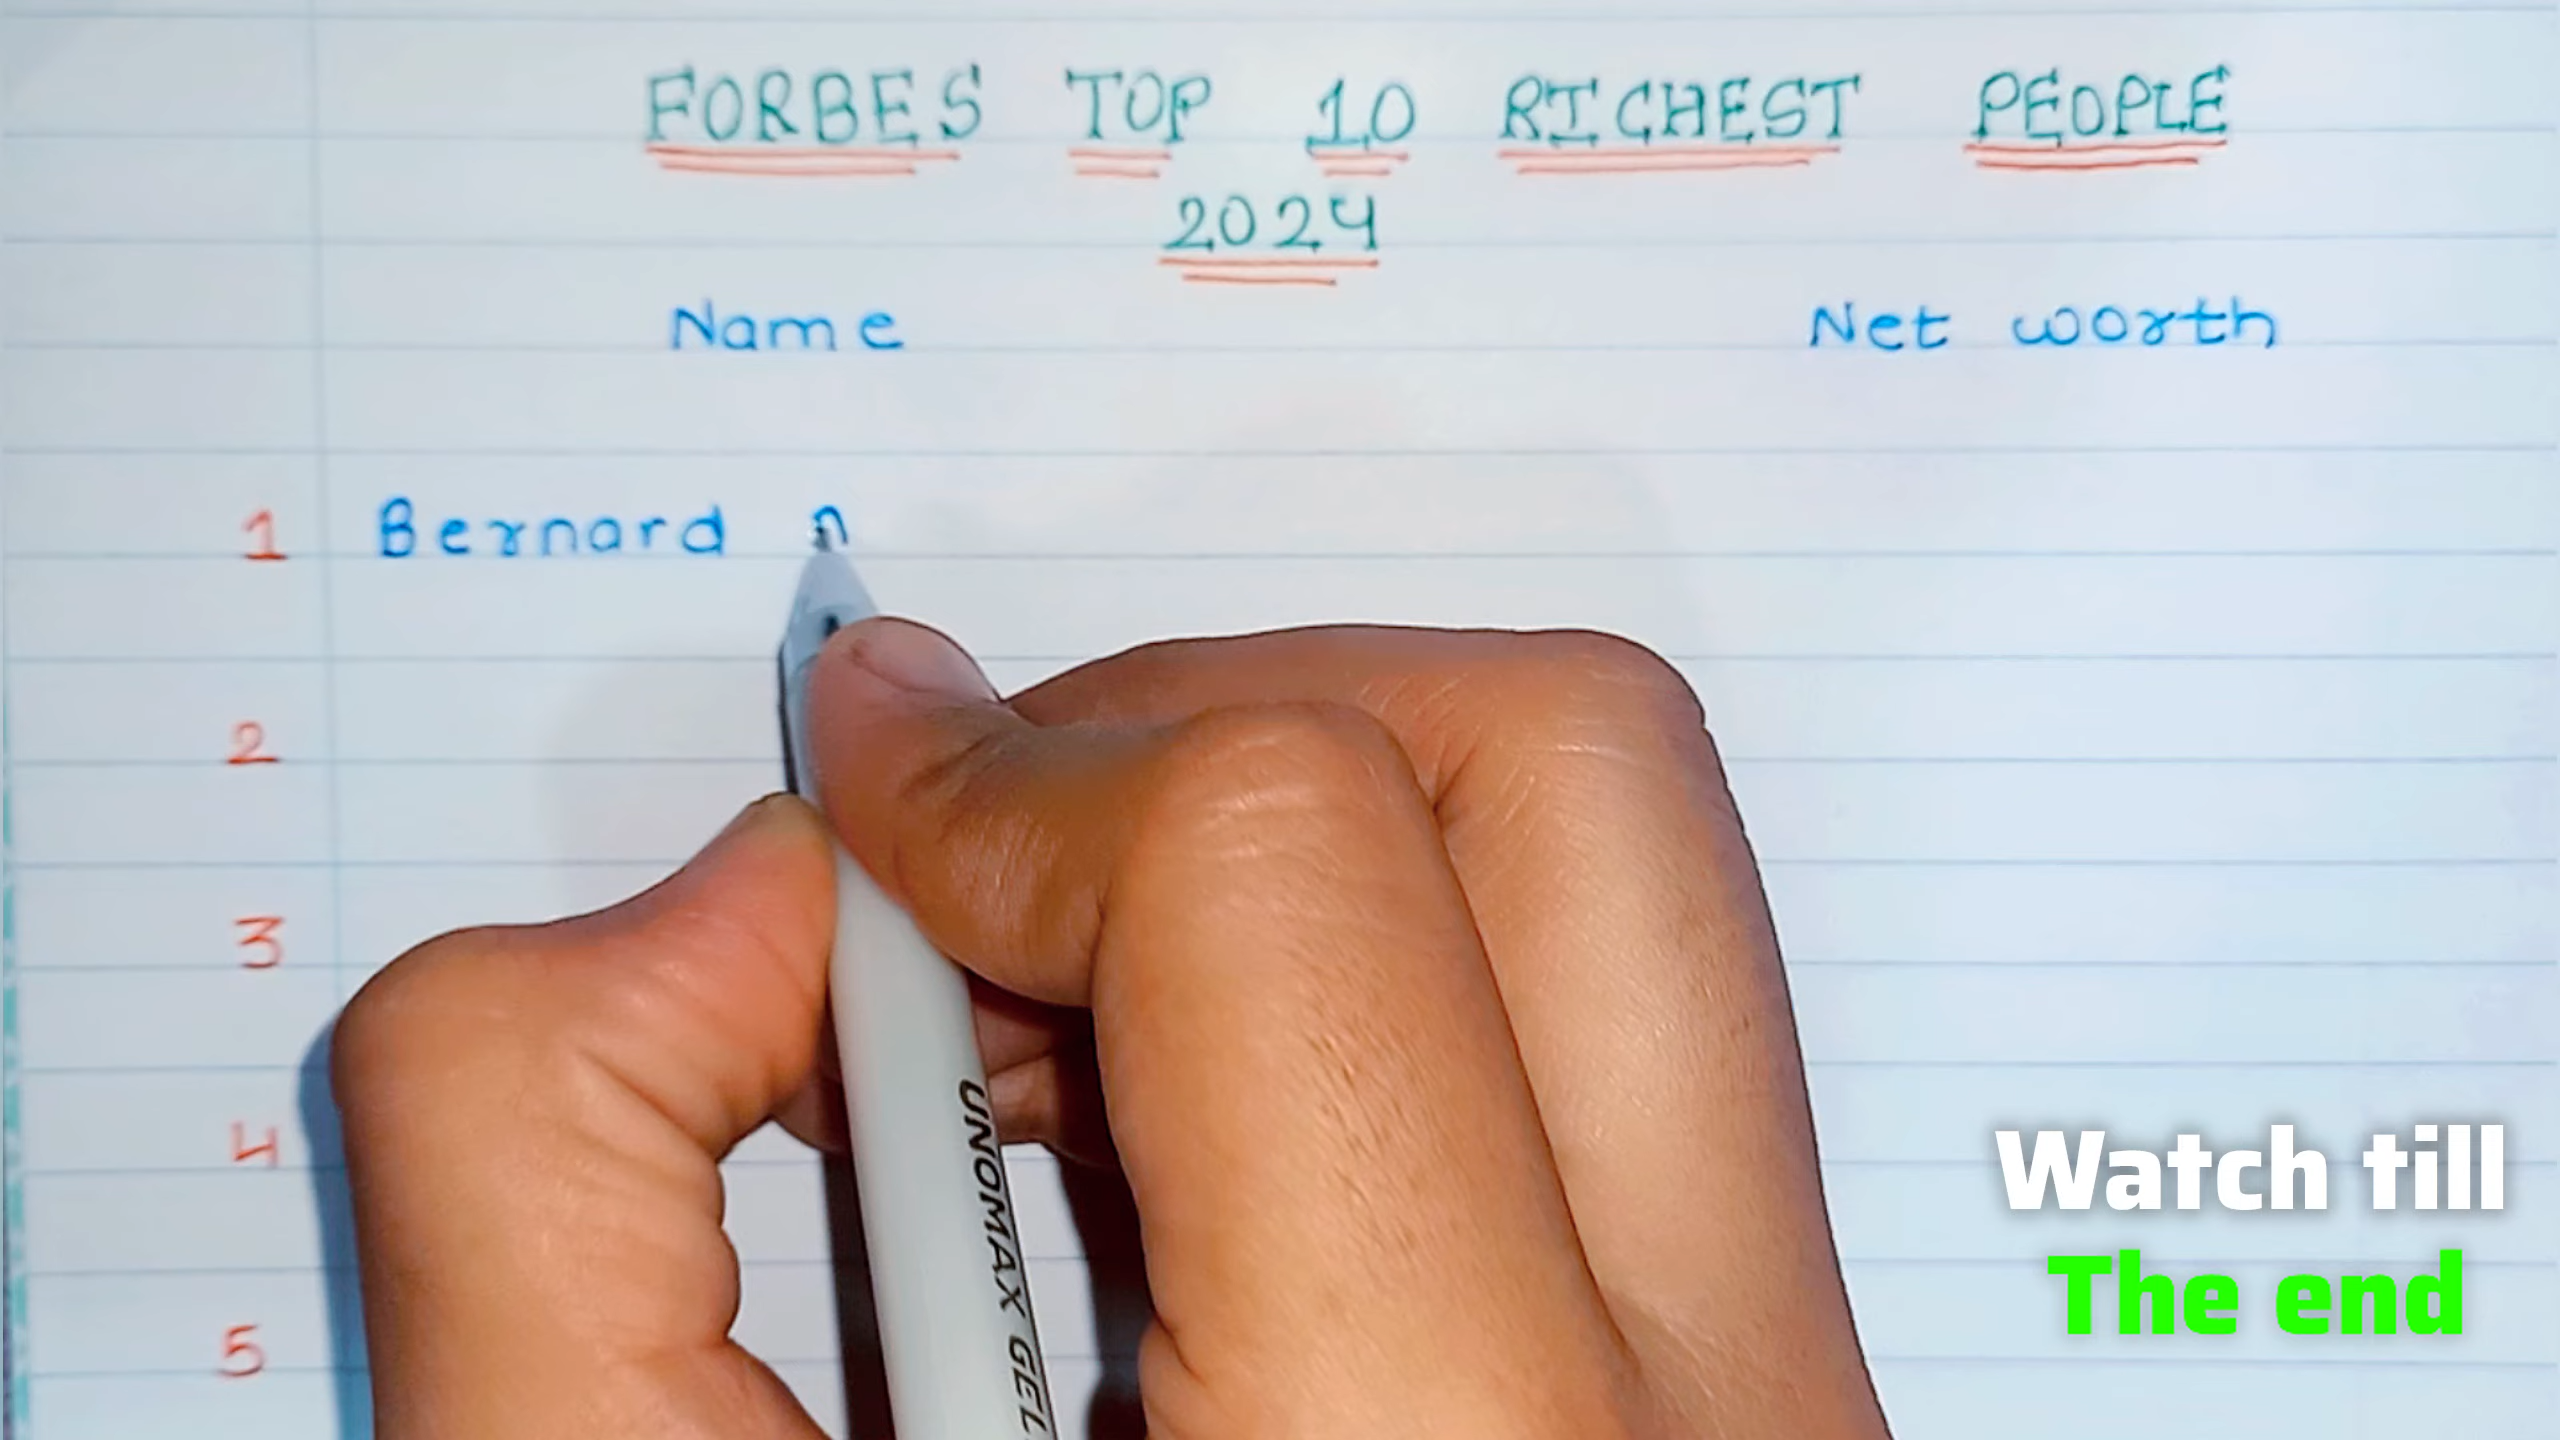 FORBES TOP 10 RICHEST PEOPLE
2024
Name Net worth
1 Bernard
2
3
4
5
UNOMAX GEL
Watch till
The end